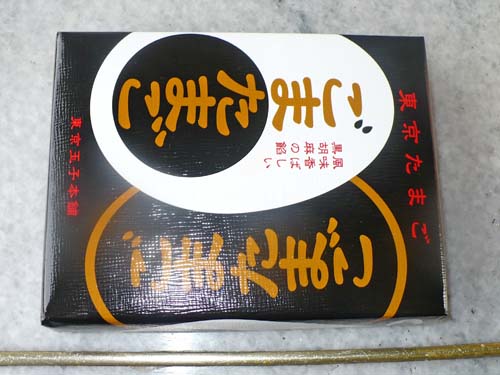 東京たまご
ごまたまご
風味香ばしい
黒胡麻の餡
東京玉子本舗
ごまたまご